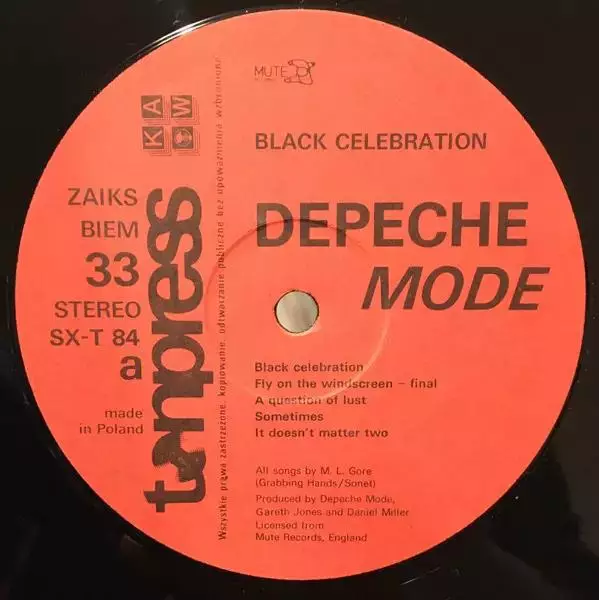 MUTE
RECORDS
BLACK CELEBRATION
DEPECHE
MODE
K A
W
ZAIKS
BIEM
33
STEREO
SX-T 84
a
made
in Poland
tonpress
Wszystkie prawa zastrzeżone, kopiowanie, odtwarzanie publiczne bez upoważnienia wzbronione
Black celebration
Fly on the windscreen – final
A question of lust
Sometimes
It doesn't matter two
All songs by M. L. Gore
(Grabbing Hands/Sonet)
Produced by Depeche Mode,
Gareth Jones and Daniel Miller
Licensed from
Mute Records, England